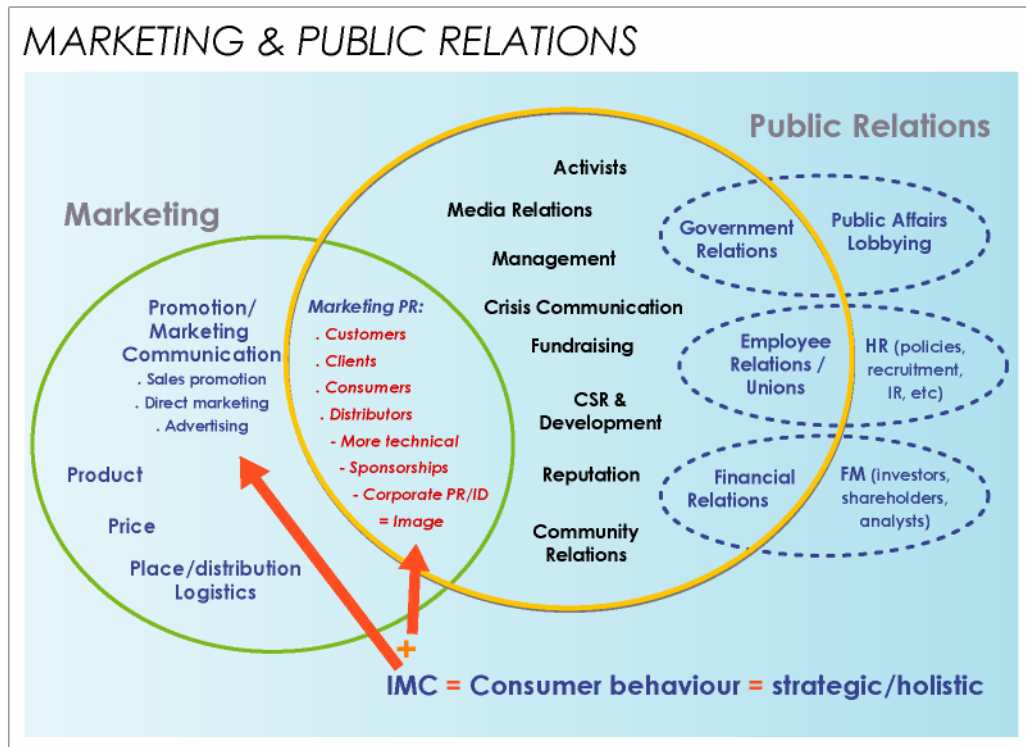 MARKETING & PUBLIC RELATIONS
Public Relations
Marketing
Promotion/
Marketing
Communication
. Sales promotion
. Direct marketing
. Advertising
Product
Price
Place/distribution
Logistics
Marketing PR:
. Customers
. Clients
. Consumers
. Distributors
- More technical
- Sponsorships
- Corporate PR/ID
= Image
Activists
Media Relations
Management
Crisis Communication
Fundraising
CSR &
Development
Reputation
Community
Relations
Government
Relations
Public Affairs
Lobbying
Employee
Relations /
Unions
HR (policies,
recruitment,
IR, etc)
Financial
Relations
FM (investors,
shareholders,
analysts)
+
IMC = Consumer behaviour = strategic/holistic